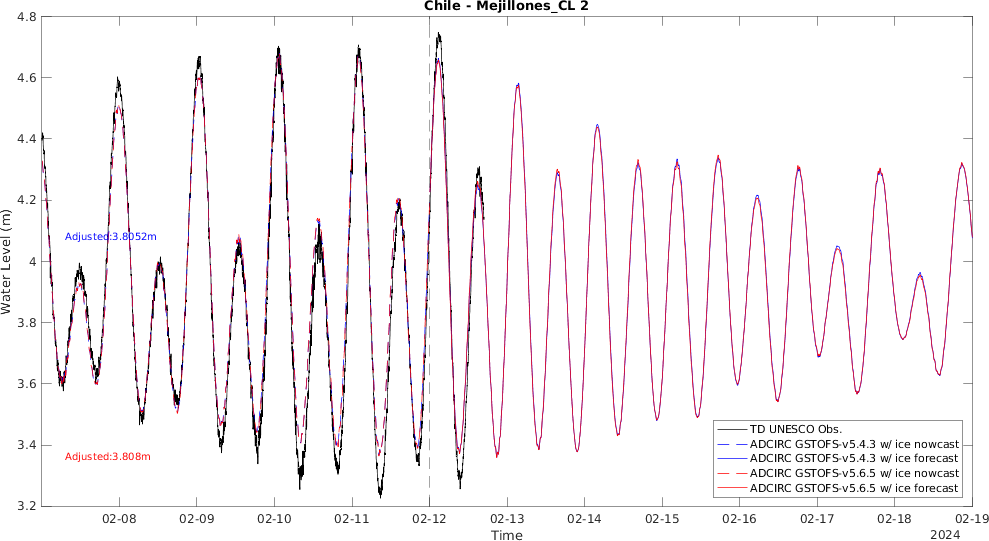 Chile - Mejillones_CL 2
4.8
4.6
4.4
4.2
4
3.8
3.6
3.4
3.2
Water Level (m)
Adjusted:3.8052m
Adjusted:3.808m
TD UNESCO Obs.
ADCIRC GSTOFS-v5.4.3 w/ ice nowcast
ADCIRC GSTOFS-v5.4.3 w/ ice forecast
ADCIRC GSTOFS-v5.6.5 w/ ice nowcast
ADCIRC GSTOFS-v5.6.5 w/ ice forecast
02-08 02-09 02-10 02-11 02-12 02-13 02-14 02-15 02-16 02-17 02-18 02-19
Time
2024